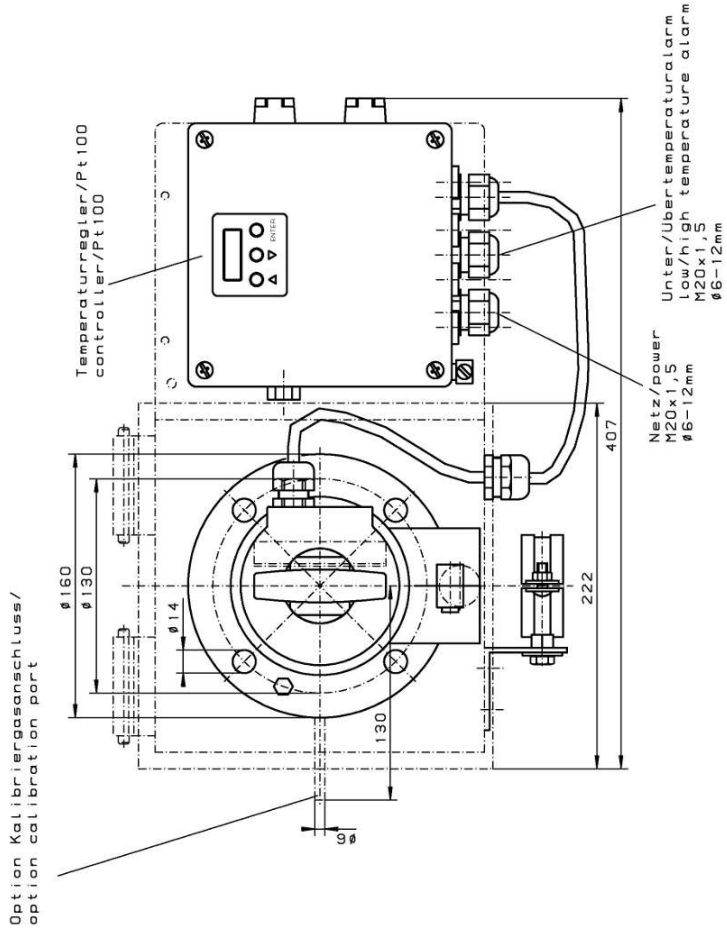 Option Kalibriergasanschluss/
option calibration port
Temperaturregler/Pt100
controller/Pt100
ENTER
ø160
ø130
ø14
130
ø6
222
407
Netz/power
M20x1,5
ø6-12mm
Unter/Übertemperaturalarm
low/high temperature alarm
M20x1,5
ø6-12mm